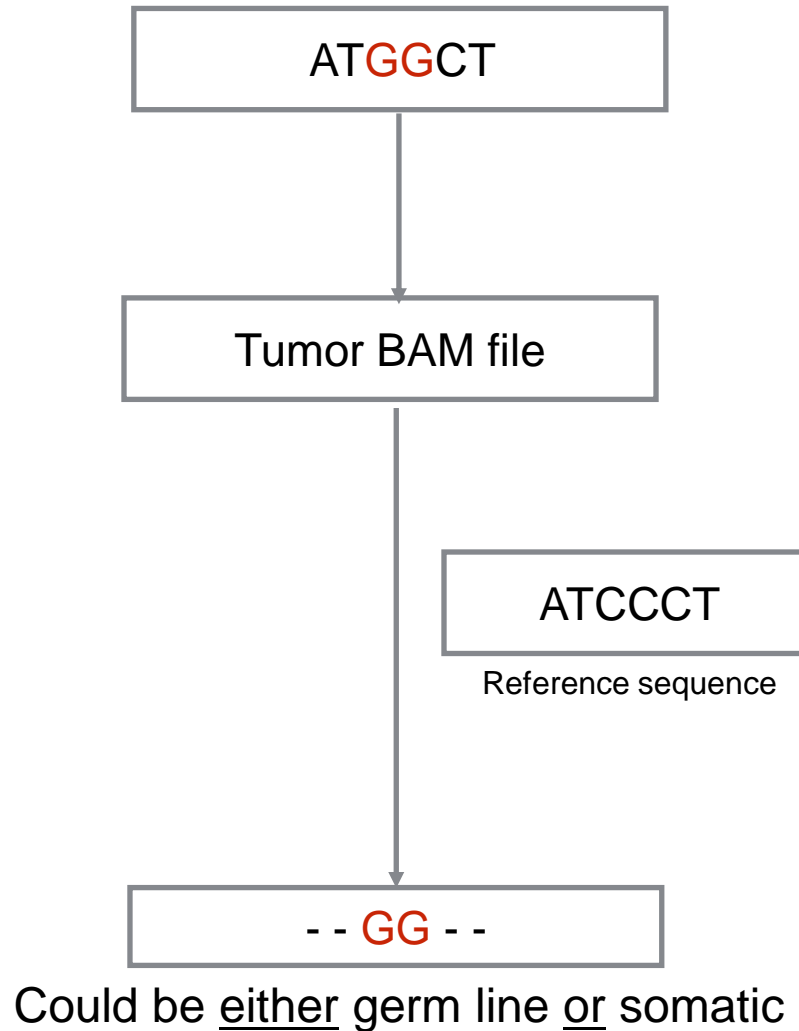 ATGGCT
Tumor BAM file
ATCCCT
Reference sequence
- - GG - -
Could be either germ line or somatic